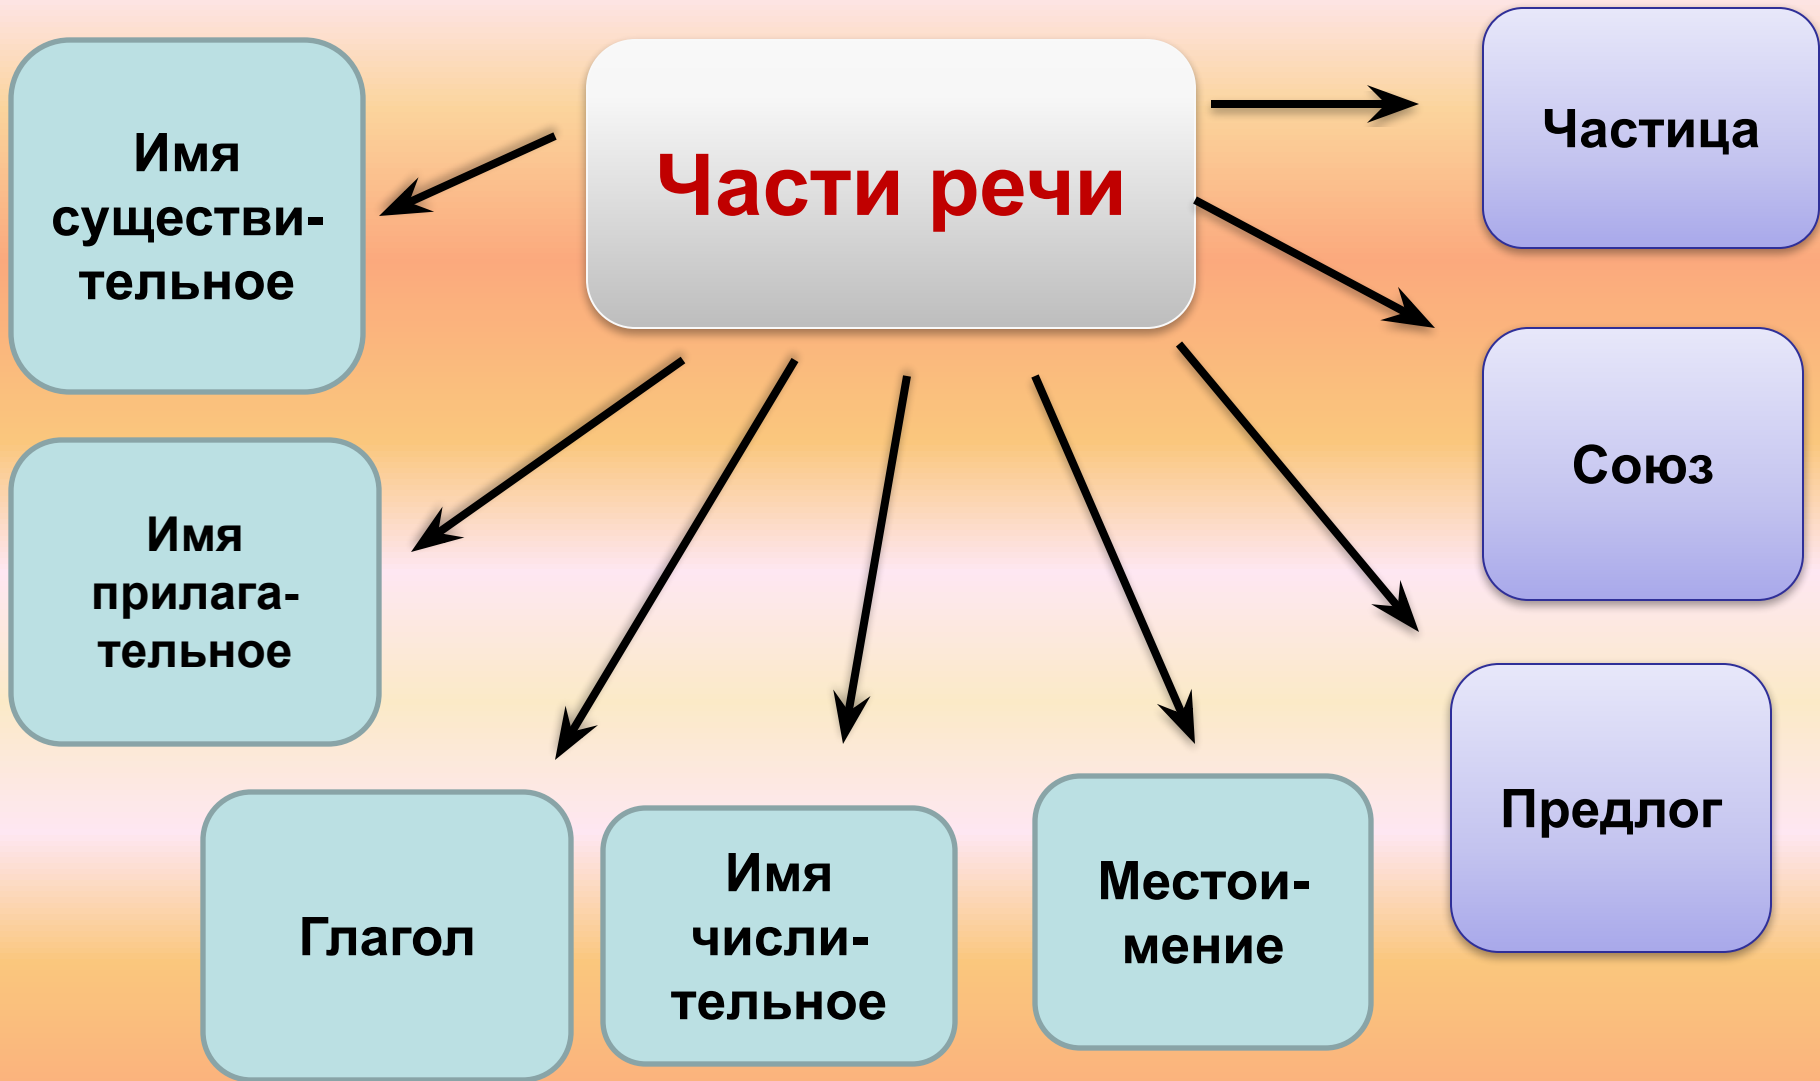 Части речи
Имя
существи-
тельное
Имя
прилага-
тельное
Глагол
Имя
числи-
тельное
Местои-
мение
Предлог
Союз
Частица